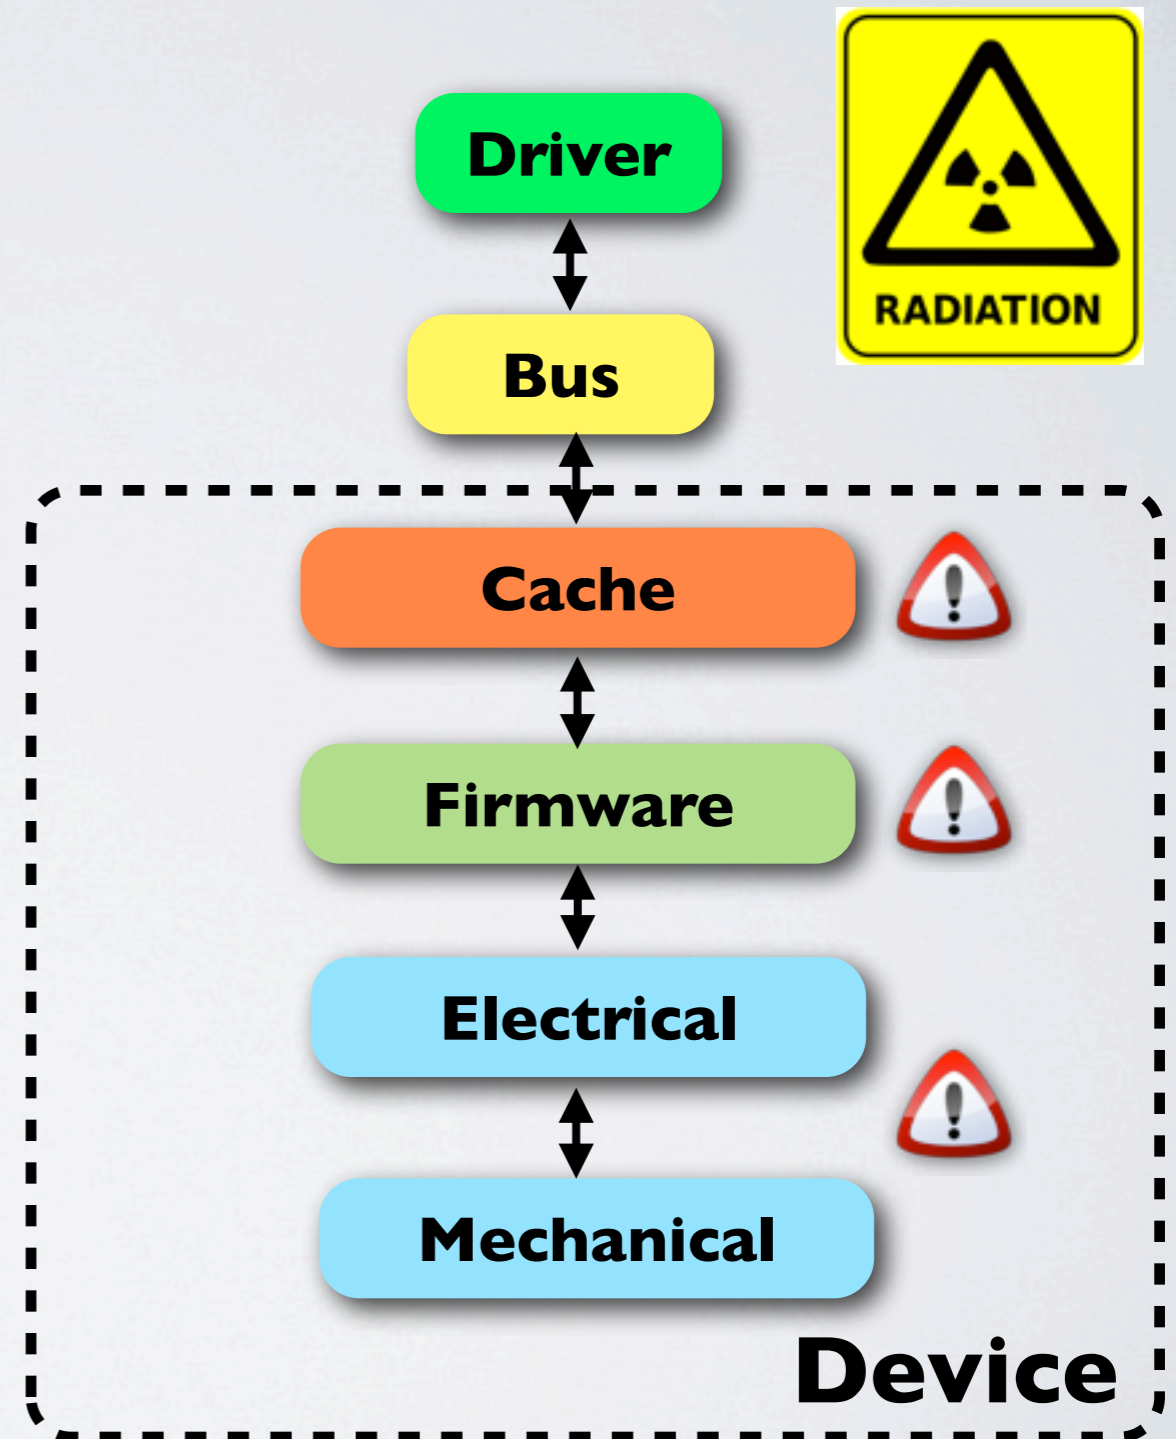 Driver
RADIATION
Bus
Cache
Firmware
Electrical
Mechanical
Device